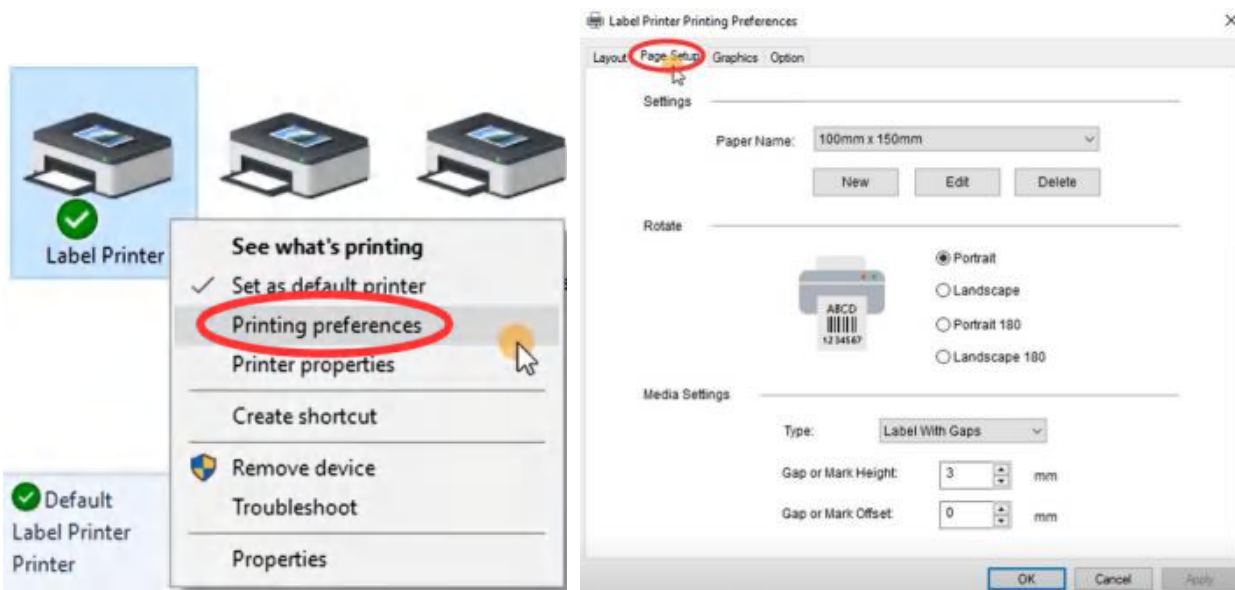 Label Printer
See what's printing
Set as default printer
Printing preferences
Printer properties
Create shortcut
Remove device
Troubleshoot
Properties
Default
Label Printer
Printer
Label Printer Printing Preferences
Layout Page Setup Graphics Option
Settings
Paper Name: 100mm x 150mm
New Edit Delete
Rotate
ABCD
1234567
Portrait
Landscape
Portrait 180
Landscape 180
Media Settings
Type: Label With Gaps
Gap or Mark Height: 3 mm
Gap or Mark Offset: 0 mm
OK Cancel Apply